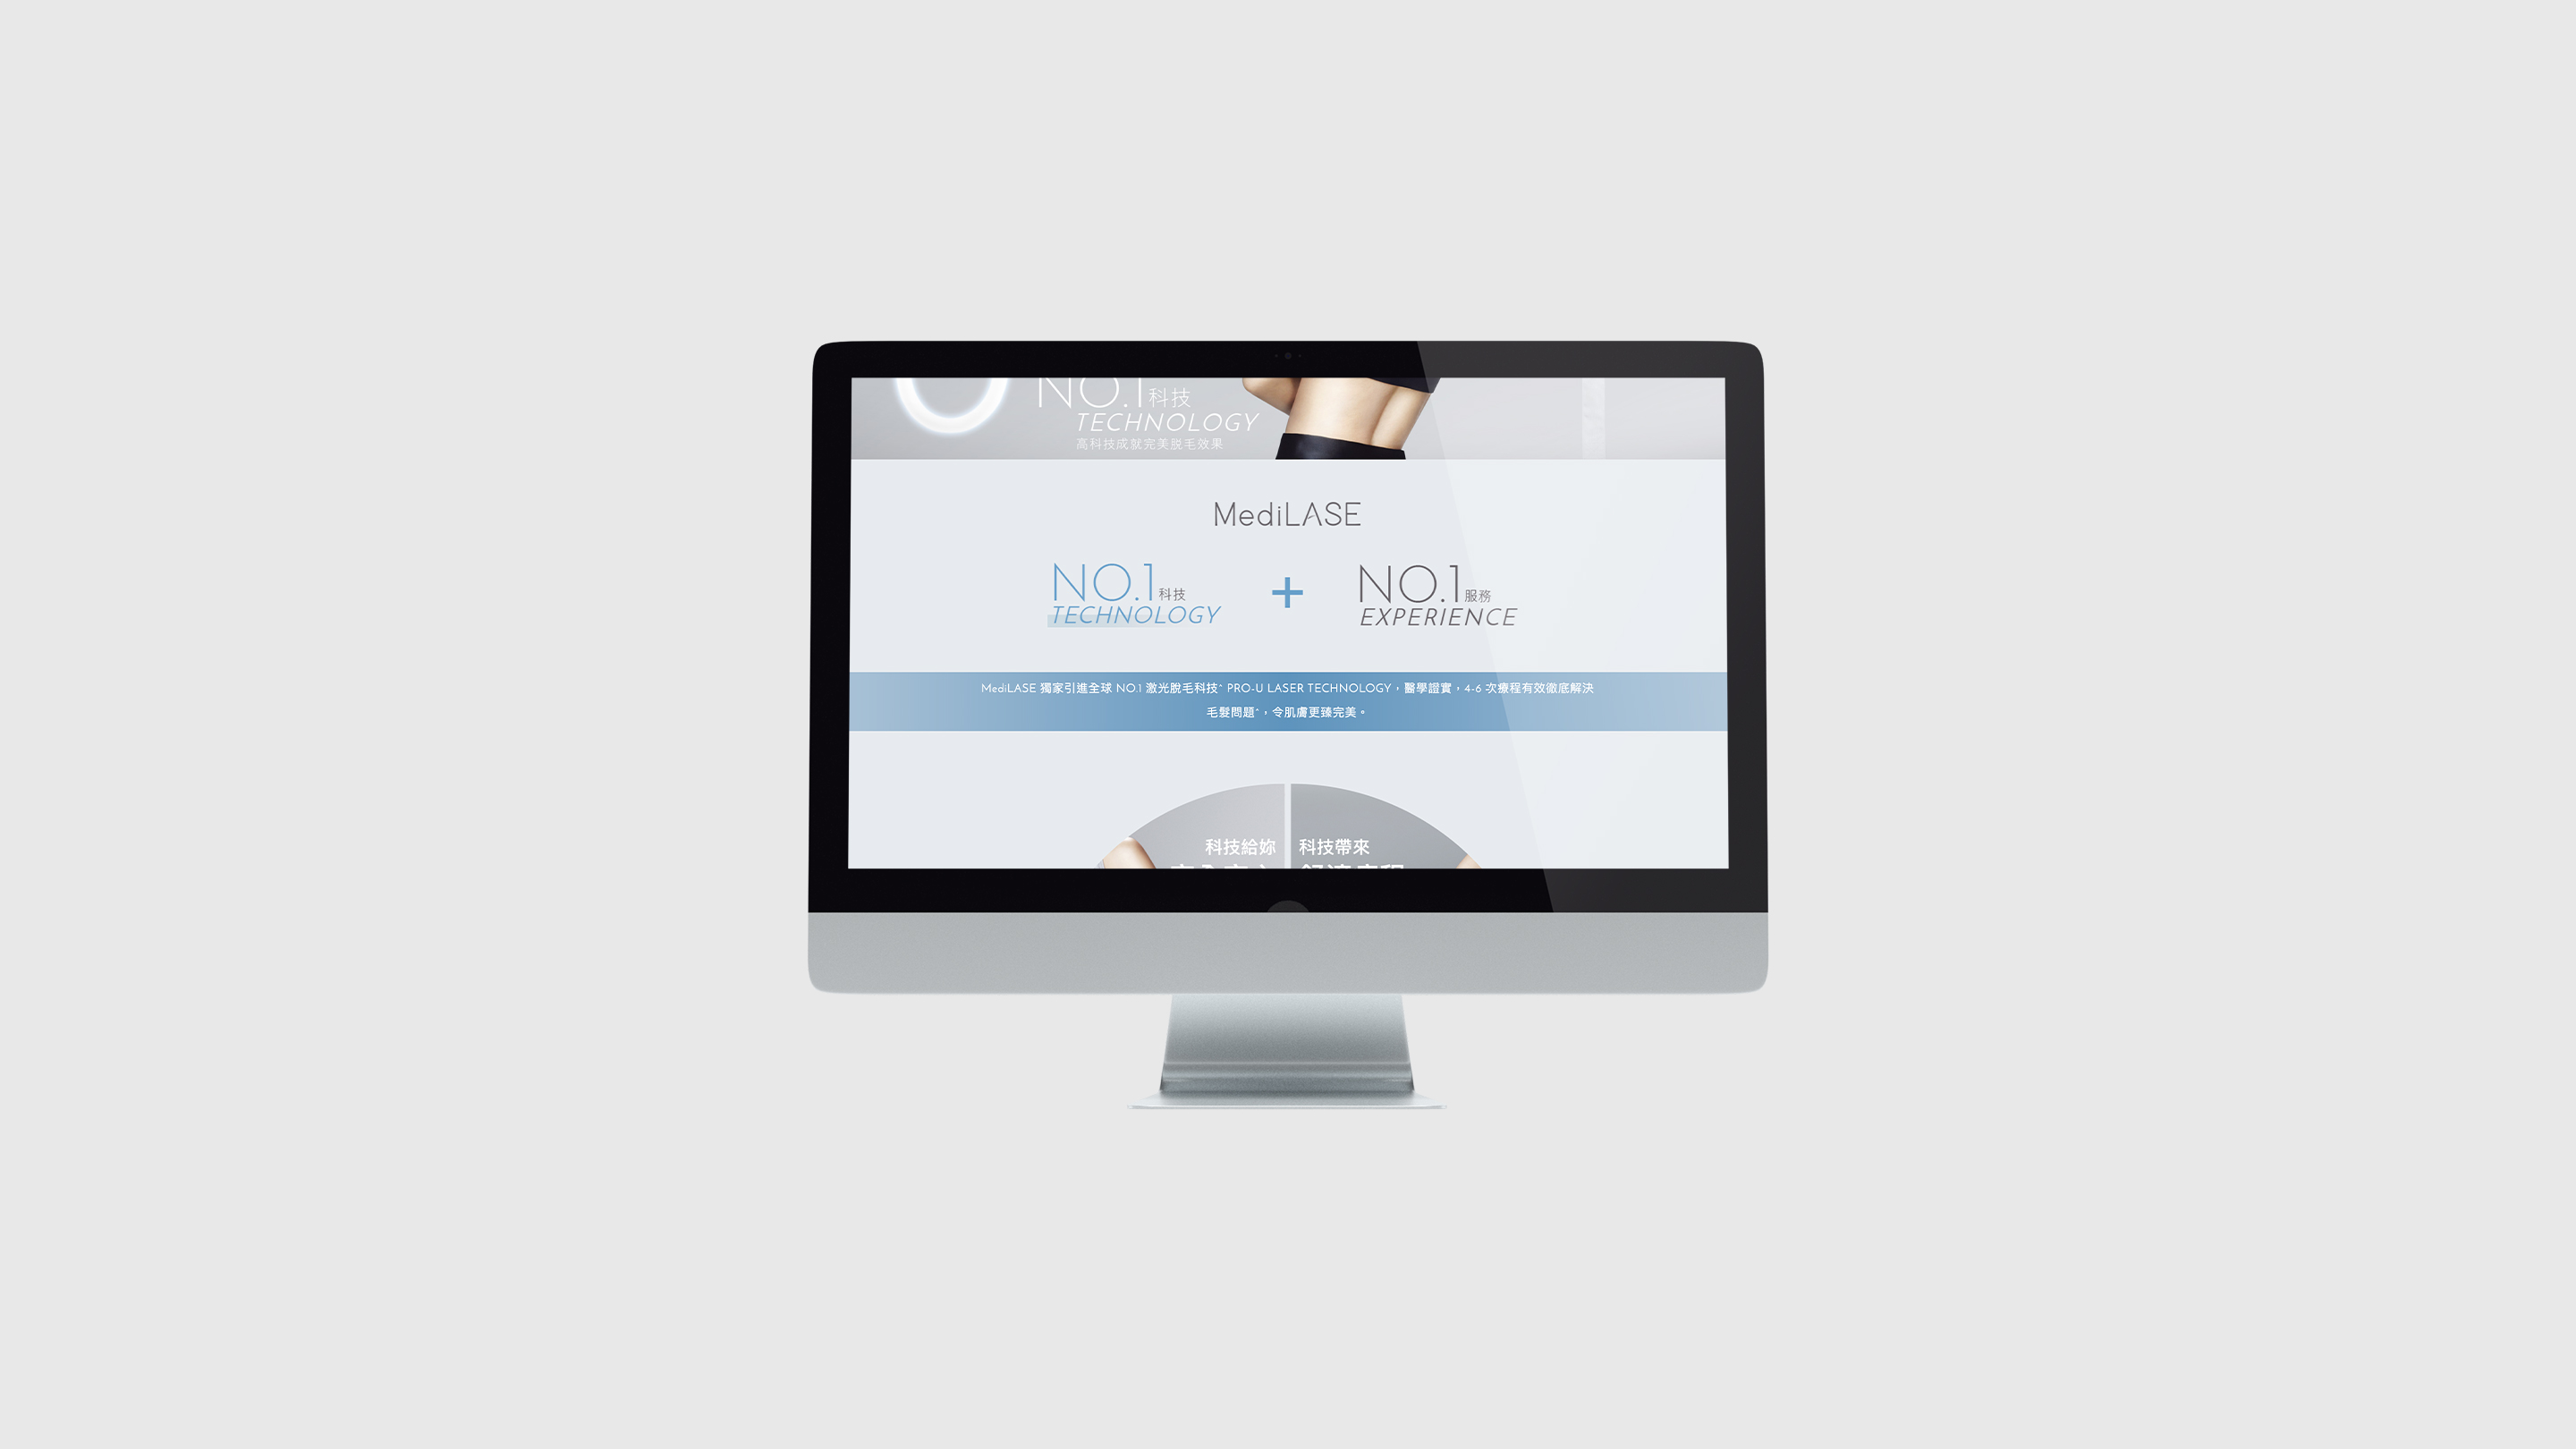 NO.1科技
TECHNOLOGY
高科技成就完美脱毛效果
MediLASE
NO.1科技
TECHNOLOGY
+
NO.1服務
EXPERIENCE
MediLASE 獨家引進全球 NO.1 激光脫毛科技^ PRO-U LASER TECHNOLOGY，醫學證實，4-6 次療程有效徹底解決
毛髮問題^，令肌膚更臻完美。
科技給妳
科技帶來